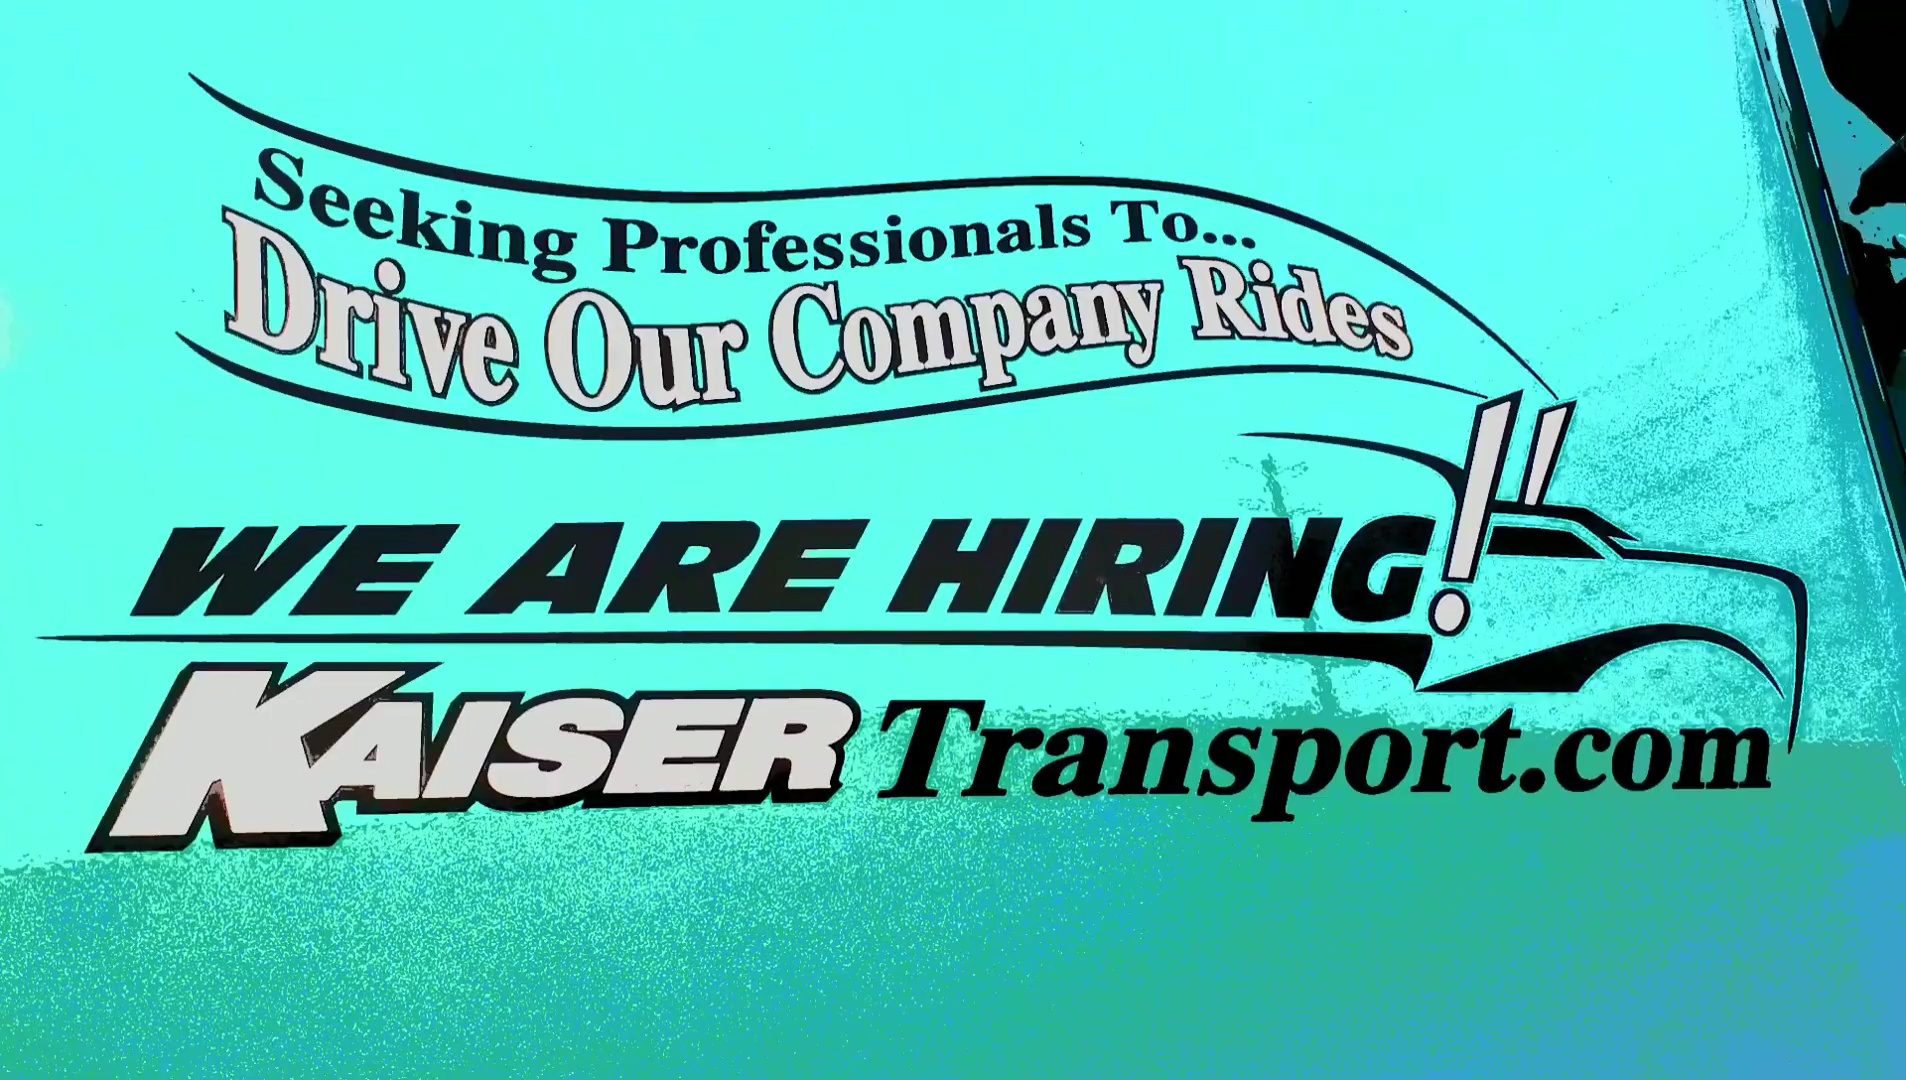 Seeking Professionals To...
Drive Our Company Rides
WE ARE HIRING!!
KAISER Transport.com